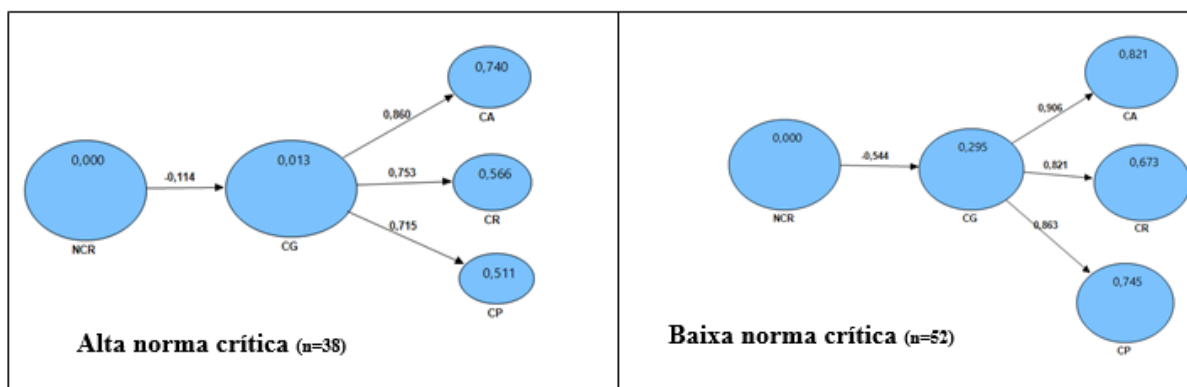 0,740
0,860
CA
0,000
-0,114
0,013
0,753
0,566
CR
NCR
CG
0,715
0,511
CP
Alta norma crítica (n=38)
0,821
0,906
CA
0,000
-0,544
0,295
0,821
0,673
NCR
CG
CR
0,863
0,745
CP
Baixa norma crítica (n=52)